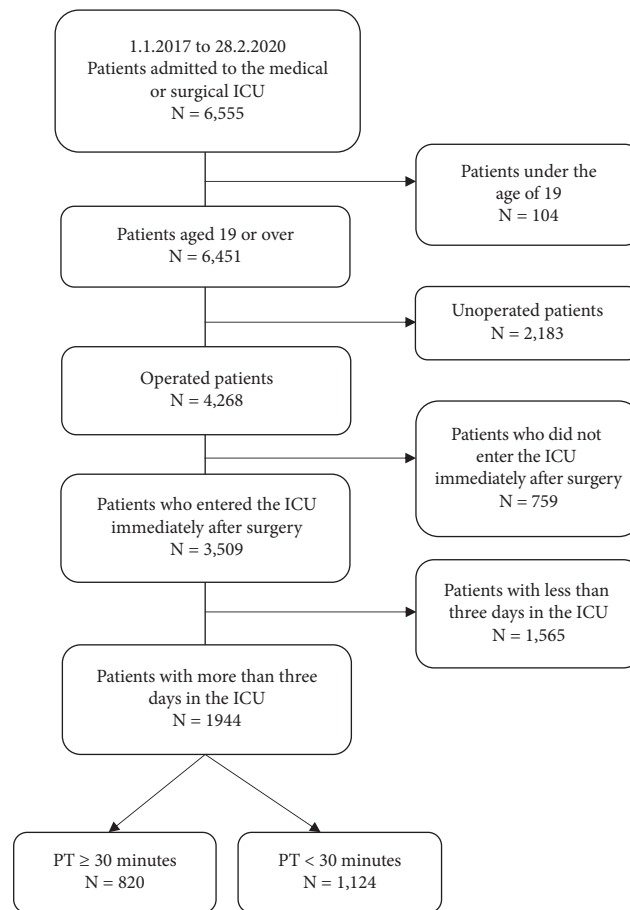 1.1.2017 to 28.2.2020
Patients admitted to the medical
or surgical ICU
N = 6,555
Patients under the
age of 19
N = 104
Patients aged 19 or over
N = 6,451
Unoperated patients
N = 2,183
Operated patients
N = 4,268
Patients who did not
enter the ICU
immediately after surgery
N = 759
Patients who entered the ICU
immediately after surgery
N = 3,509
Patients with less than
three days in the ICU
N = 1,565
Patients with more than three
days in the ICU
N = 1944
PT ≥ 30 minutes
N = 820
PT < 30 minutes
N = 1,124